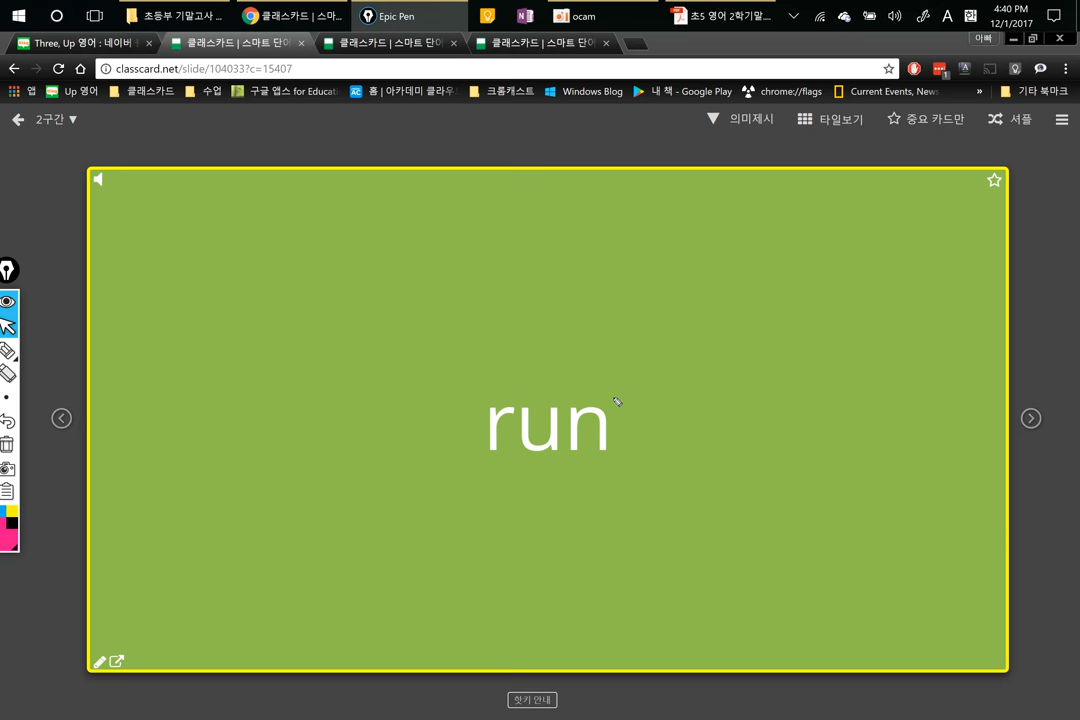 초등부 기말고사 ...
클래스카드 | 스마...
Epic Pen
ocam
초5 영어 2학기말...
A
한
4:40 PM
12/1/2017
Three, Up 영어 : 네이버
클래스카드 | 스마트 단어
클래스카드 | 스마트 단어
클래스카드 | 스마트 단어
아빠
classcard.net/slide/104033?c=15407
앱
Up 영어
클래스카드
수업
구글 앱스 for Educati
홈 | 아카데미 클라우
크롬캐스트
Windows Blog
내 책 - Google Play
chrome://flags
Current Events, News
»
기타 북마크
2구간 ▼
의미제시
타일보기
중요 카드만
셔플
run
핫키 안내